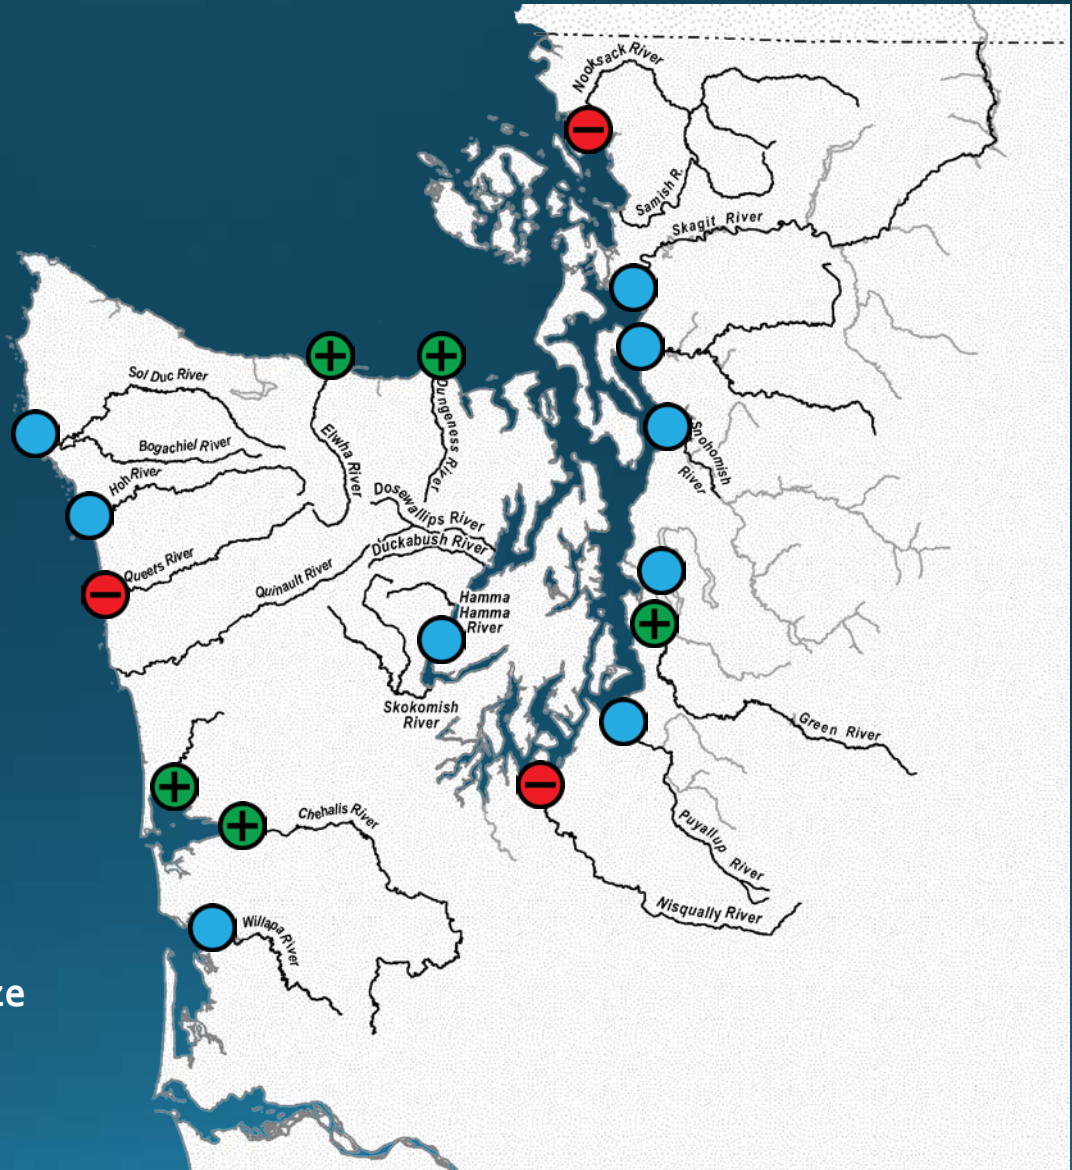 Nooksack River
Samish R.
Skagit River
Sol Duc River
Bogachiel River
Hoh River
Elwha River
Dungeness River
Snohomish
River
Dosewallips River
Duckabush River
Queets River
Quinault River
Hamma
Hamma
River
Skokomish
River
Green River
Chehalis River
Puyallup River
Nisqually River
Willapa River
ze